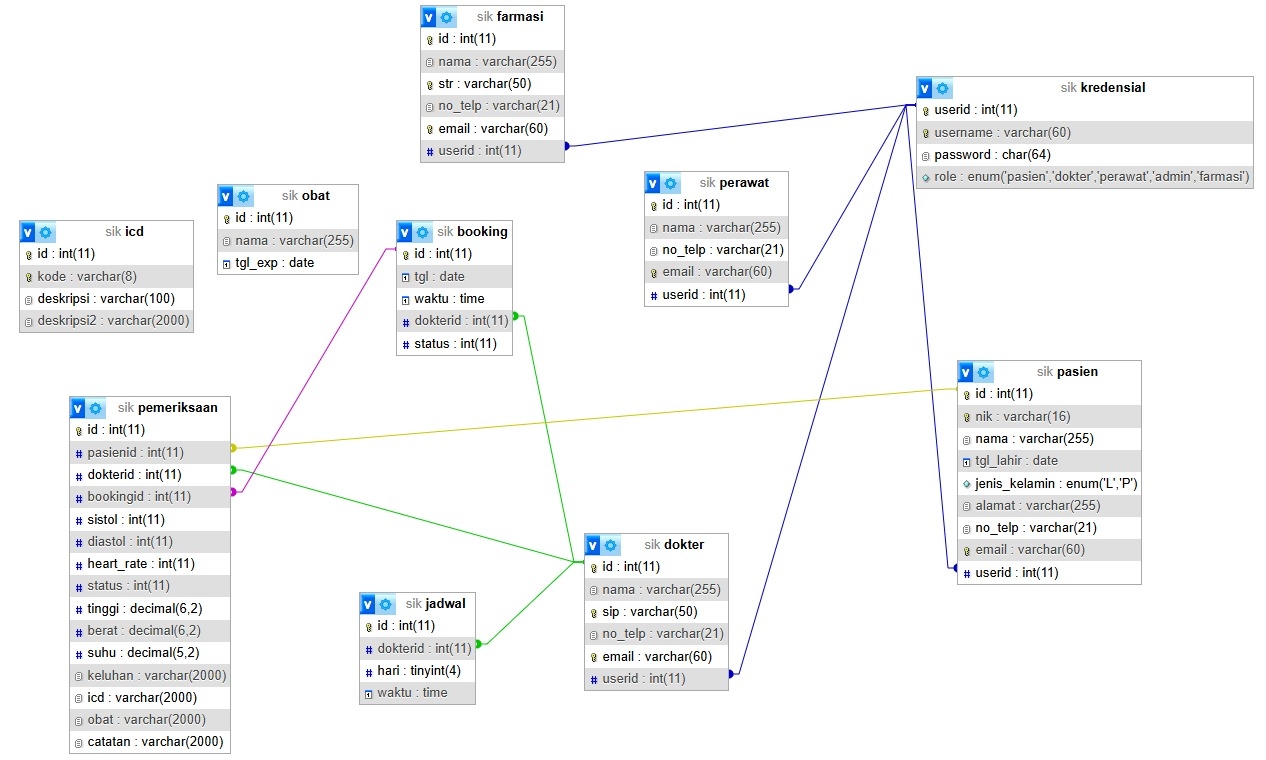 sik farmasi
id : int(11)
nama : varchar(255)
str : varchar(50)
no_telp : varchar(21)
email : varchar(60)
userid : int(11)
sik kredensial
userid : int(11)
username : varchar(60)
password : char(64)
role : enum('pasien','dokter','perawat','admin','farmasi')
sik perawat
id : int(11)
nama : varchar(255)
no_telp : varchar(21)
email : varchar(60)
userid : int(11)
sik obat
id : int(11)
nama : varchar(255)
tgl_exp : date
sik icd
id : int(11)
kode : varchar(8)
deskripsi : varchar(100)
deskripsi2 : varchar(2000)
sik booking
id : int(11)
tgl : date
waktu : time
dokterid : int(11)
status : int(11)
sik pasien
id : int(11)
nik : varchar(16)
nama : varchar(255)
tgl_lahir : date
jenis_kelamin : enum('L','P')
alamat : varchar(255)
no_telp : varchar(21)
email : varchar(60)
userid : int(11)
sik pemeriksaan
id : int(11)
pasienid : int(11)
dokterid : int(11)
bookingid : int(11)
sistol : int(11)
diastol : int(11)
heart_rate : int(11)
status : int(11)
tinggi : decimal(6,2)
berat : decimal(6,2)
suhu : decimal(5,2)
keluhan : varchar(2000)
icd : varchar(2000)
obat : varchar(2000)
catatan : varchar(2000)
sik dokter
id : int(11)
nama : varchar(255)
sip : varchar(50)
no_telp : varchar(21)
email : varchar(60)
userid : int(11)
sik jadwal
id : int(11)
dokterid : int(11)
hari : tinyint(4)
waktu : time